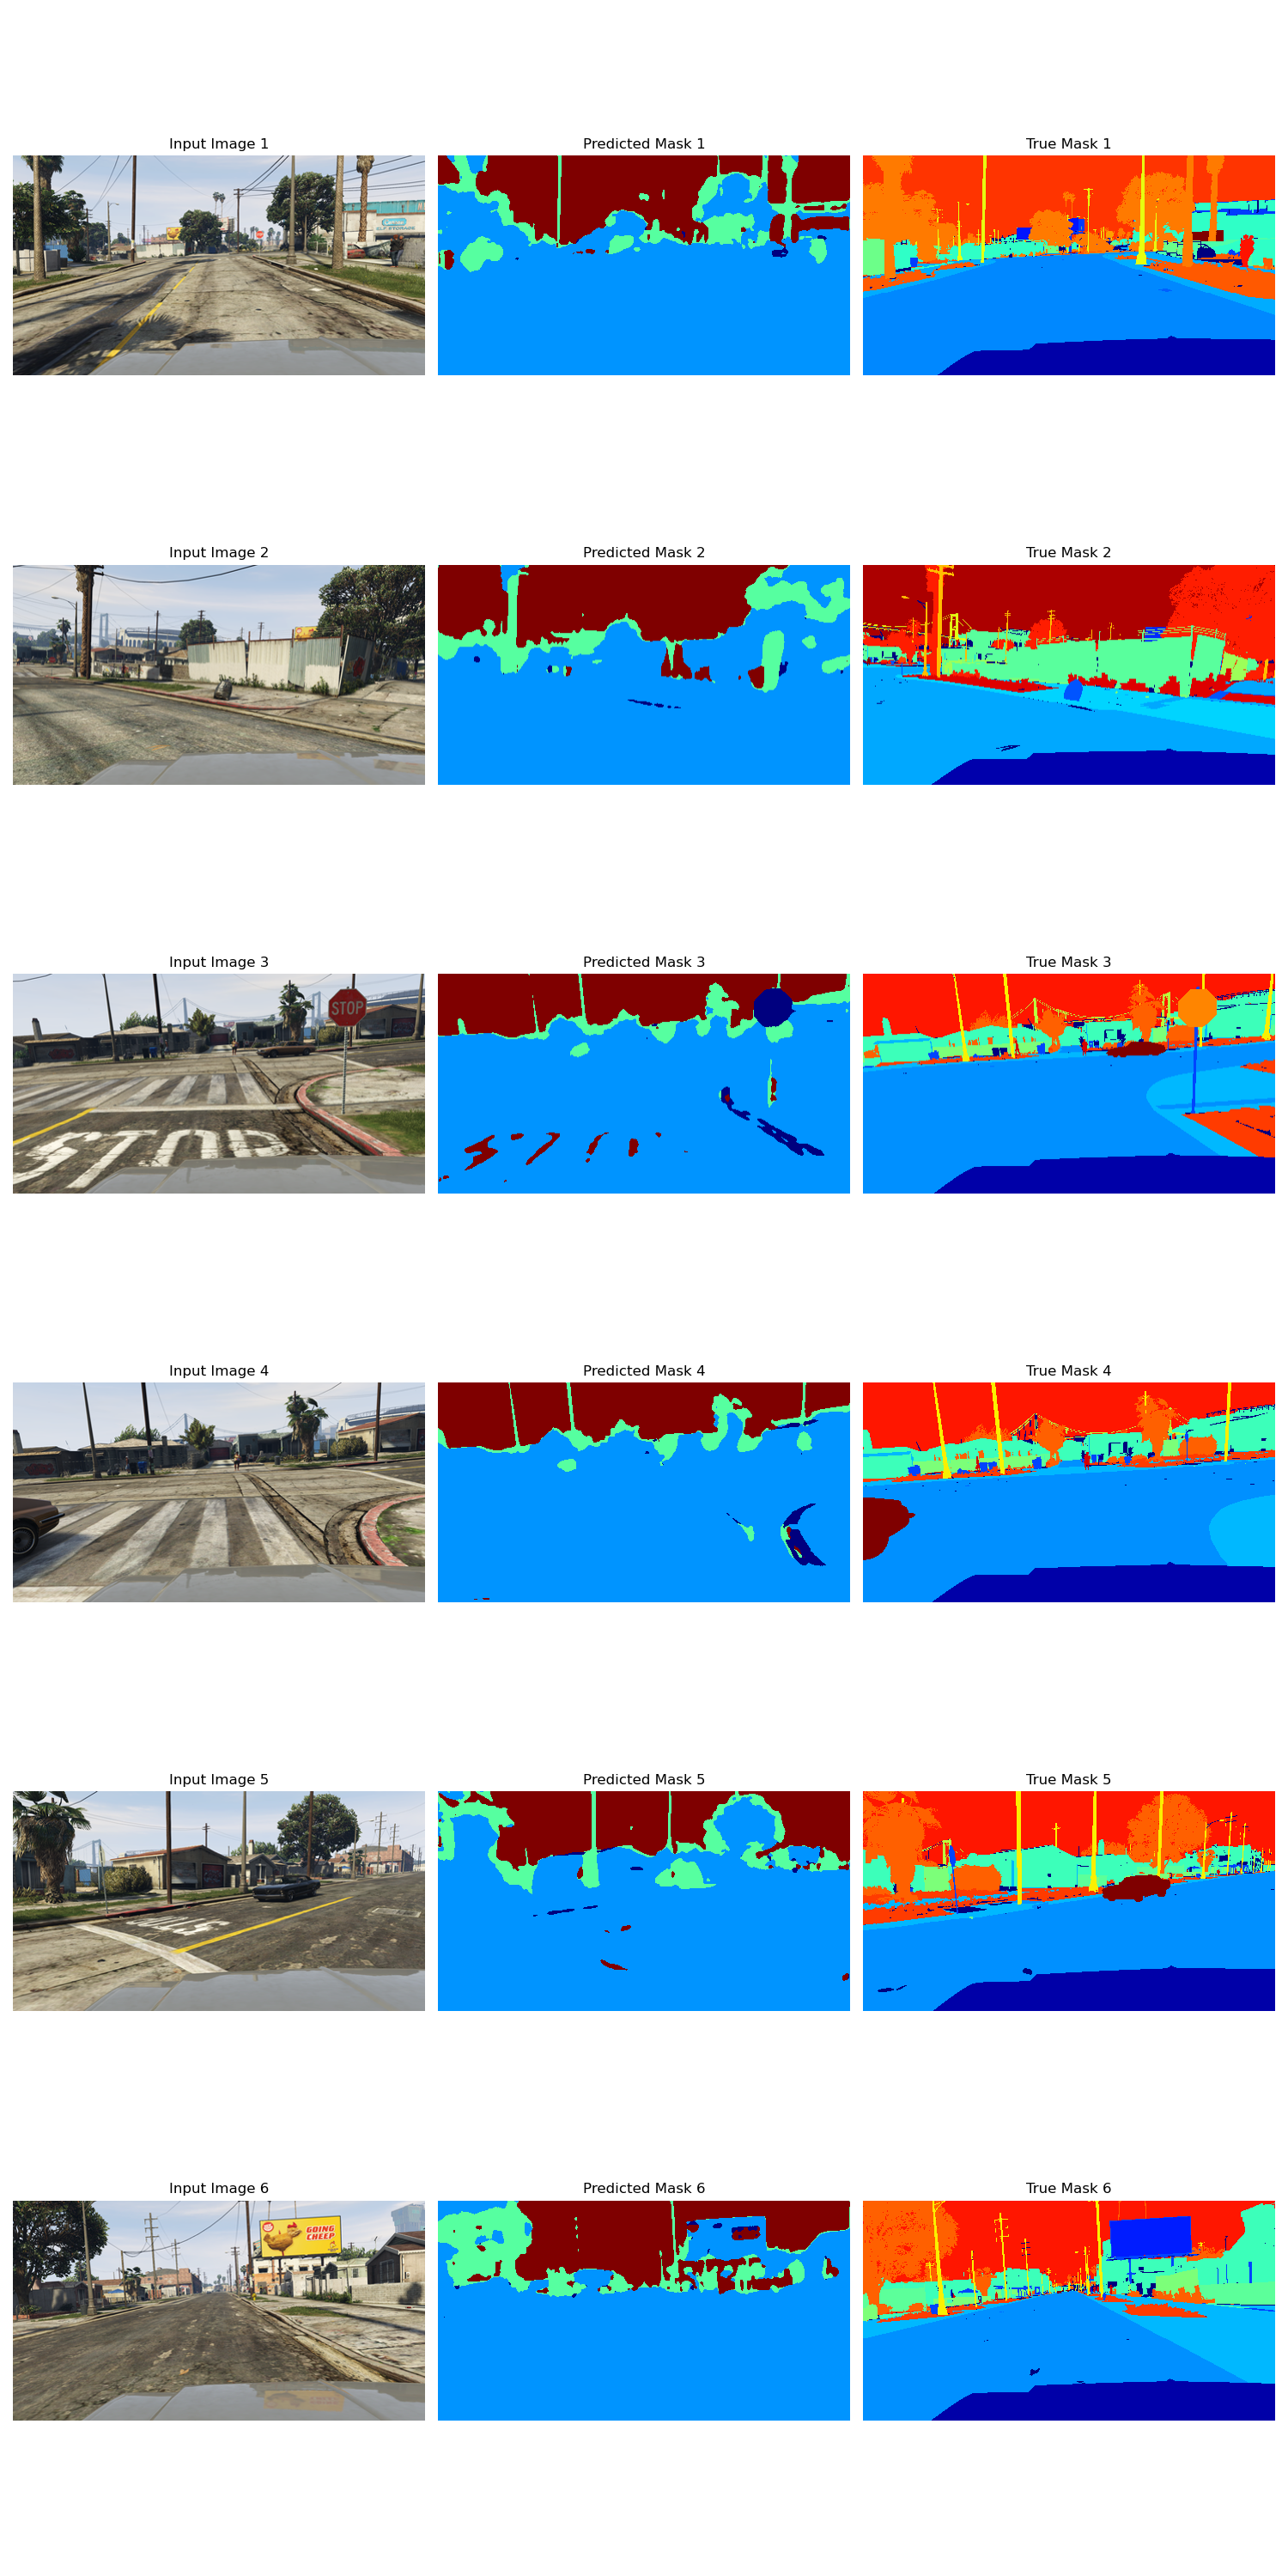 Input Image 1
Predicted Mask 1
True Mask 1
Input Image 2
Predicted Mask 2
True Mask 2
Input Image 3
Predicted Mask 3
True Mask 3
STOP
STOP
Input Image 4
Predicted Mask 4
True Mask 4
Input Image 5
Predicted Mask 5
True Mask 5
Input Image 6
Predicted Mask 6
True Mask 6
GOING
CHEEP